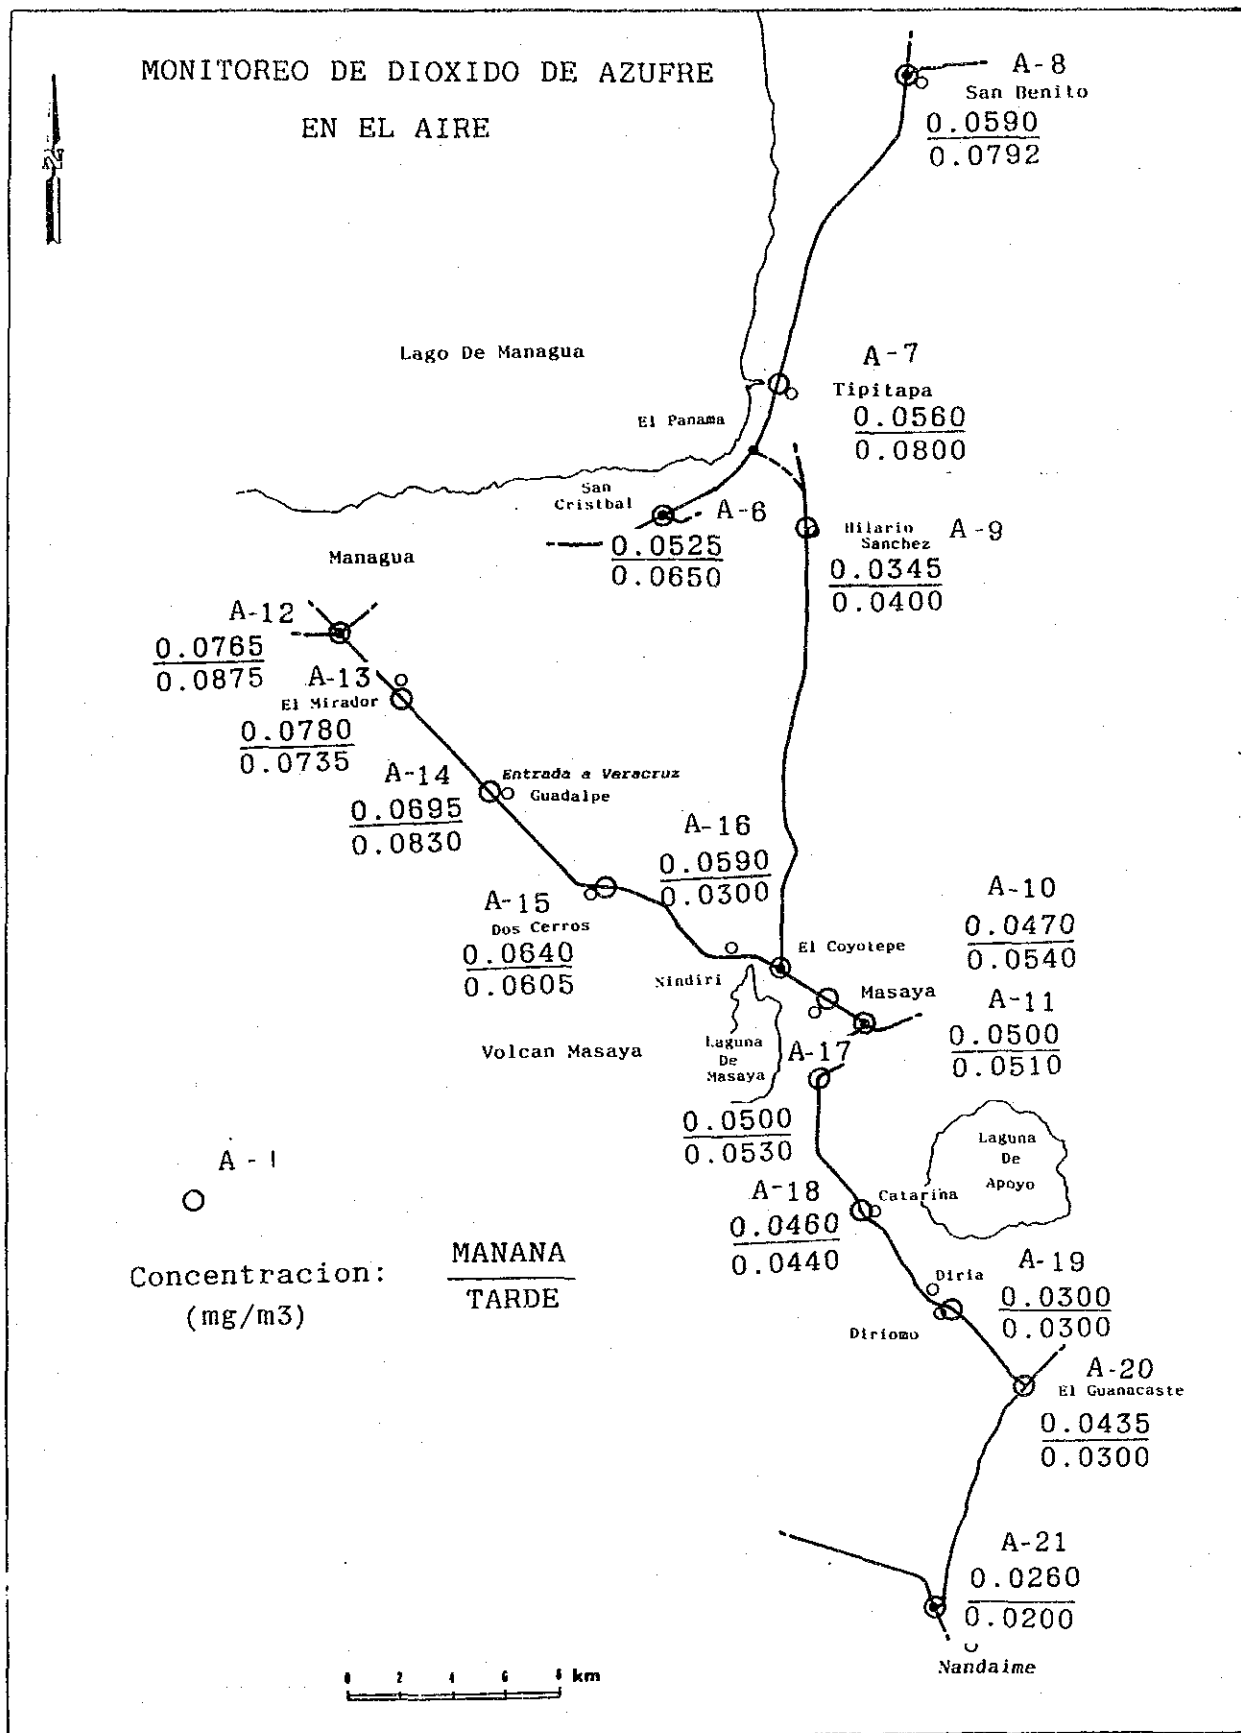 MONITOREO DE DIOXIDO DE AZUFRE
EN EL AIRE
N
A-8
San Benito
0.0590
0.0792
Lago De Managua
A-7
Tipitapa
0.0560
0.0800
El Panama
San
Cristbal
A-6
0.0525
0.0650
Hilario
Sanchez
A-9
0.0345
0.0400
Managua
A-12
0.0765
0.0875
A-13
El Mirador
0.0780
0.0735
A-14
Entrada a Veracruz
Guadalpe
0.0695
0.0830
A-16
0.0590
0.0300
A-15
Dos Cerros
0.0640
0.0605
A-10
0.0470
0.0540
El Coyotepe
Nindiri
Masaya
A-11
0.0500
0.0510
Volcan Masaya
Laguna
De
Masaya
A-17
0.0500
0.0530
Laguna
De
Apoyo
A-1
A-18
0.0460
0.0440
Catarina
Concentracion:
(mg/m3)
MANANA
TARDE
Diria
A-19
0.0300
0.0300
Diriomo
A-20
El Guanacaste
0.0435
0.0300
A-21
0.0260
0.0200
Nandaime
0 2 4 6 8 km